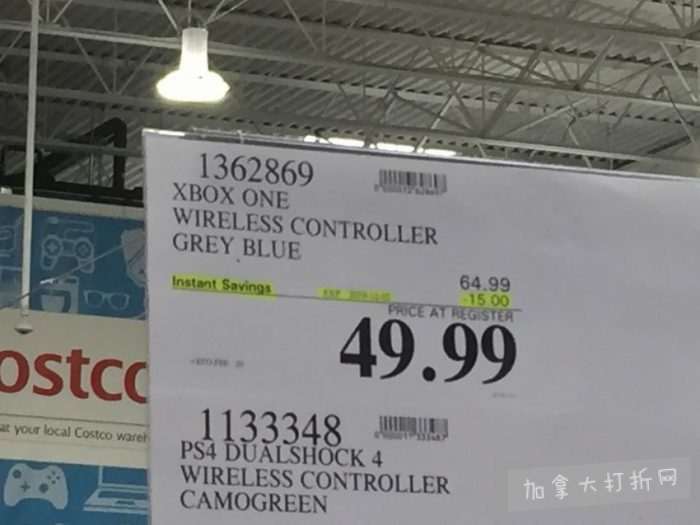 1362869
XBOX ONE
WIRELESS CONTROLLER
GREY BLUE
64.99
Instant Savings
-15.00
PRICE AT REGISTER
49.99
ostco
at your local Costco wareh
1133348
PS4 DUALSHOCK 4
WIRELESS CONTROLLER
CAMOGREEN
加拿大打折网